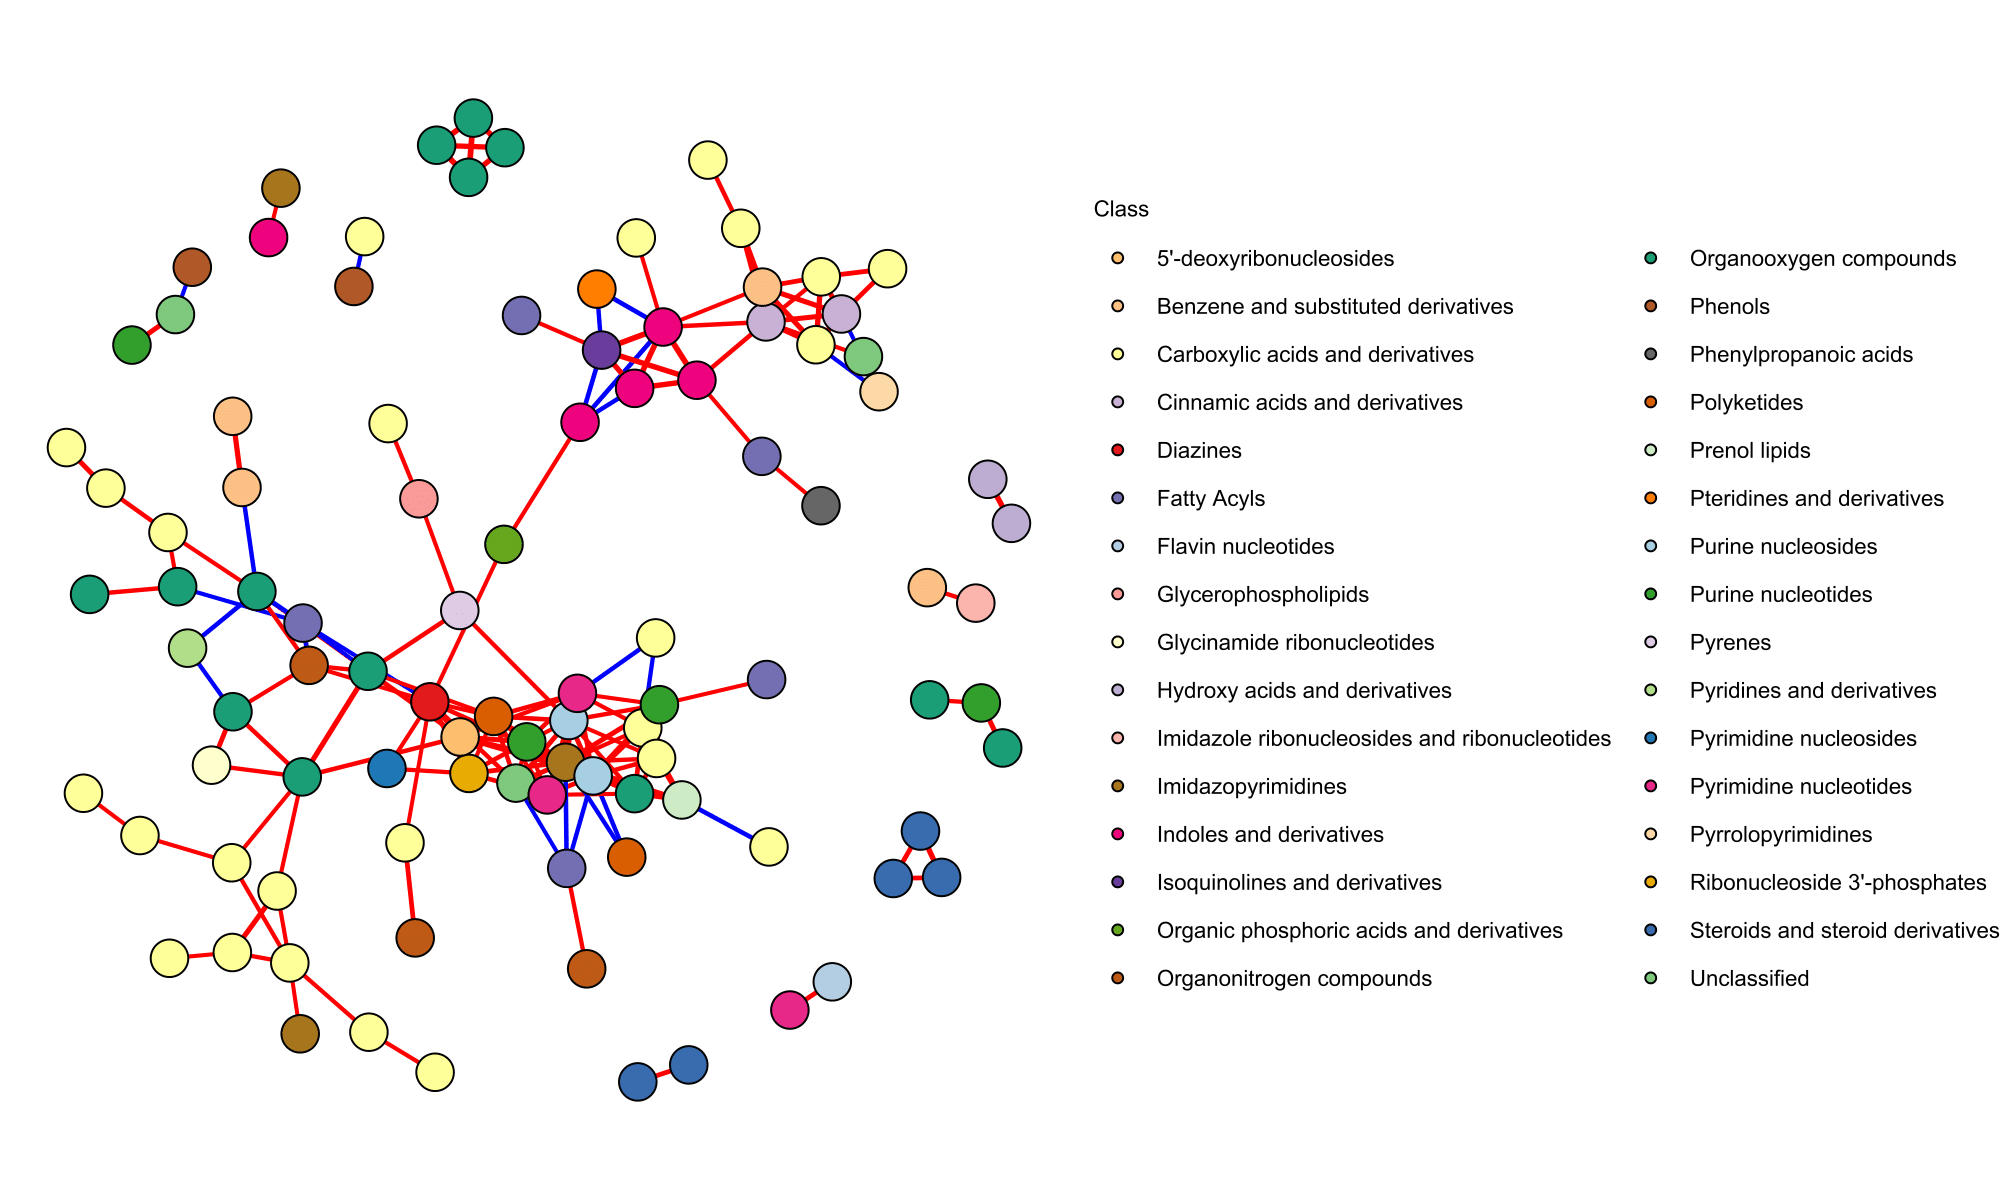 Class
5'-deoxyribonucleosides
Benzene and substituted derivatives
Carboxylic acids and derivatives
Cinnamic acids and derivatives
Diazines
Fatty Acyls
Flavin nucleotides
Glycerophospholipids
Glycinamide ribonucleotides
Hydroxy acids and derivatives
Imidazole ribonucleosides and ribonucleotides
Imidazopyrimidines
Indoles and derivatives
Isoquinolines and derivatives
Organic phosphoric acids and derivatives
Organonitrogen compounds
Organooxygen compounds
Phenols
Phenylpropanoic acids
Polyketides
Prenol lipids
Pteridines and derivatives
Purine nucleosides
Purine nucleotides
Pyrenes
Pyridines and derivatives
Pyrimidine nucleosides
Pyrimidine nucleotides
Pyrrolopyrimidines
Ribonucleoside 3'-phosphates
Steroids and steroid derivatives
Unclassified